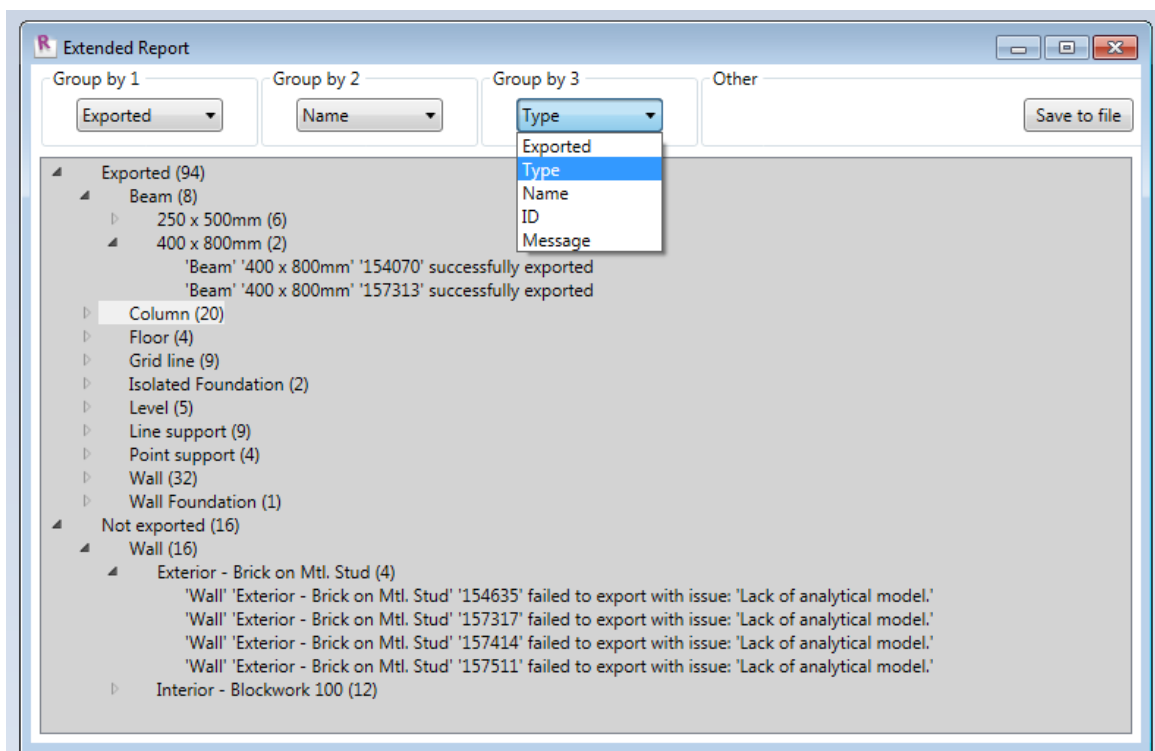 Extended Report
Group by 1 Group by 2 Group by 3 Other
Exported Name Type Save to file
Exported
Type
Name
ID
Message
Exported (94)
Beam (8)
250 x 500mm (6)
400 x 800mm (2)
'Beam' '400 x 800mm' '154070' successfully exported
'Beam' '400 x 800mm' '157313' successfully exported
Column (20)
Floor (4)
Grid line (9)
Isolated Foundation (2)
Level (5)
Line support (9)
Point support (4)
Wall (32)
Wall Foundation (1)
Not exported (16)
Wall (16)
Exterior - Brick on Mtl. Stud (4)
'Wall' 'Exterior - Brick on Mtl. Stud' '154635' failed to export with issue: 'Lack of analytical model.'
'Wall' 'Exterior - Brick on Mtl. Stud' '157317' failed to export with issue: 'Lack of analytical model.'
'Wall' 'Exterior - Brick on Mtl. Stud' '157414' failed to export with issue: 'Lack of analytical model.'
'Wall' 'Exterior - Brick on Mtl. Stud' '157511' failed to export with issue: 'Lack of analytical model.'
Interior - Blockwork 100 (12)